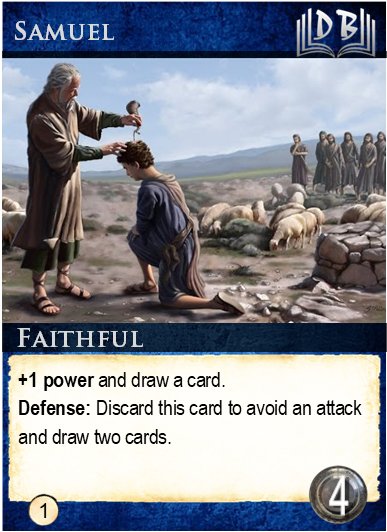 Samuel
DB
Faithful
+1 power and draw a card.
Defense: Discard this card to avoid an attack
and draw two cards.
1
4